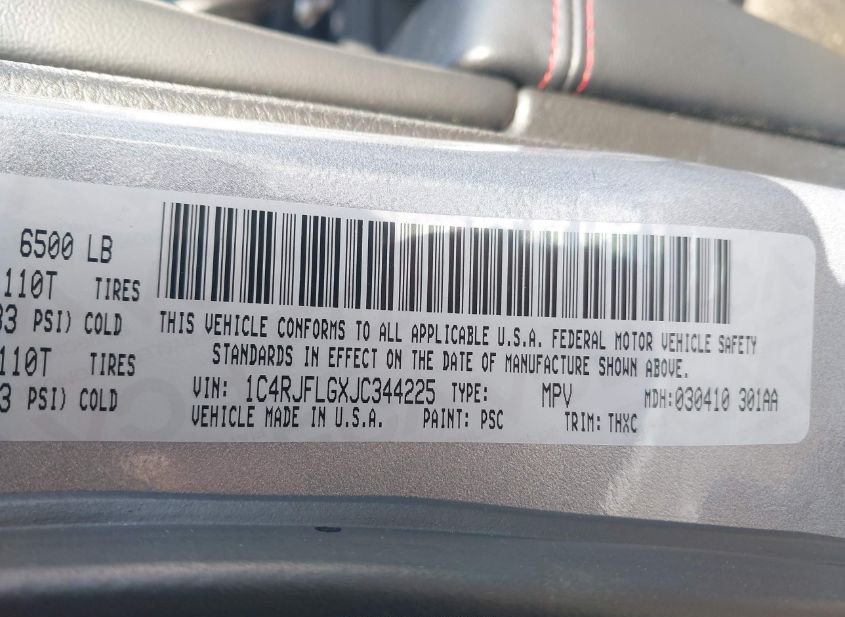 6500 LB
110T TIRES
33 PSI) COLD
110T TIRES
3 PSI) COLD
THIS VEHICLE CONFORMS TO ALL APPLICABLE U.S.A. FEDERAL MOTOR VEHICLE SAFETY
STANDARDS IN EFFECT ON THE DATE OF MANUFACTURE SHOWN ABOVE.
VIN: 1C4RJFLGXJC344225 TYPE: MPV MDH:030410 301AA
VEHICLE MADE IN U.S.A. PAINT: PSC TRIM: THXC